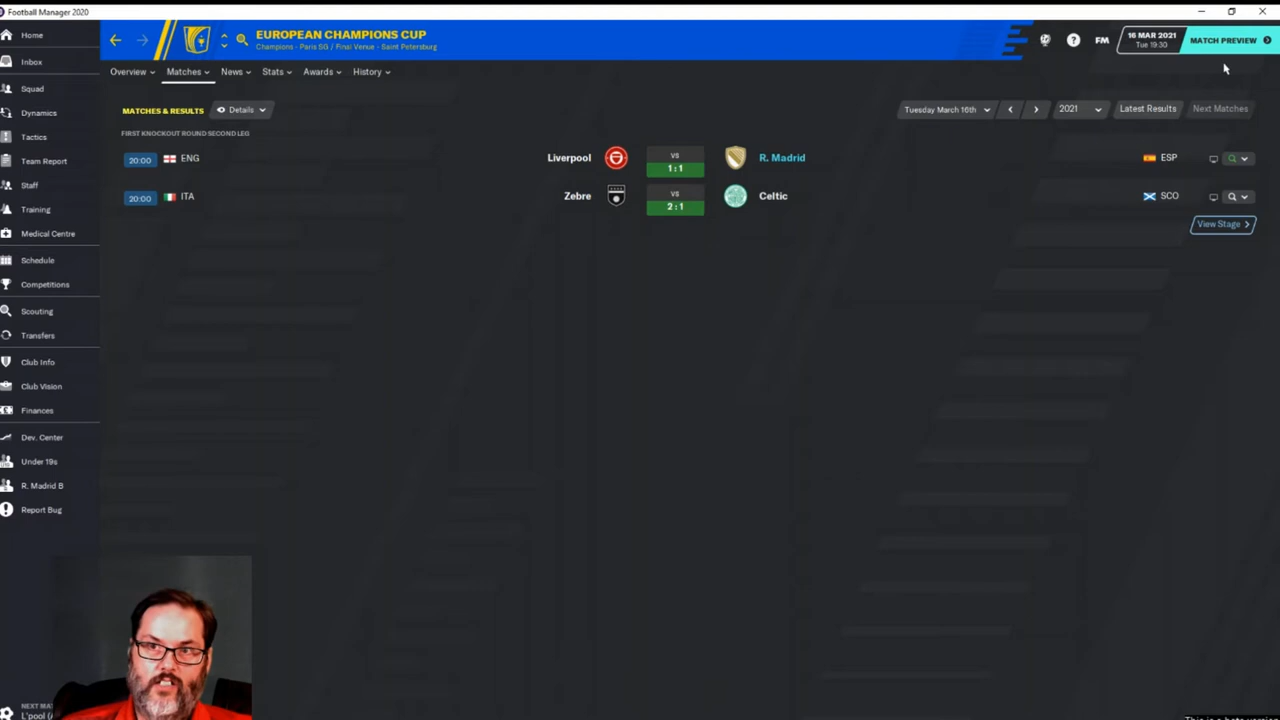 Football Manager 2020
EUROPEAN CHAMPIONS CUP
Champions - Paris SG / Final Venue - Saint Petersburg
FM
16 MAR 2021
Tue 19:30
MATCH PREVIEW
Home
Inbox
Squad
Dynamics
Tactics
Team Report
Staff
Training
Medical Centre
Schedule
Competitions
Scouting
Transfers
Club Info
Club Vision
Finances
Dev. Center
Under 19s
R. Madrid B
Report Bug
NEXT MA
L'pool (A
Overview Matches News Stats Awards History
MATCHES & RESULTS Details Tuesday March 16th 2021 Latest Results Next Matches
FIRST KNOCKOUT ROUND SECOND LEG
20:00 ENG Liverpool vs R. Madrid ESP
1 : 1
20:00 ITA Zebre vs Celtic SCO
2 : 1
View Stage